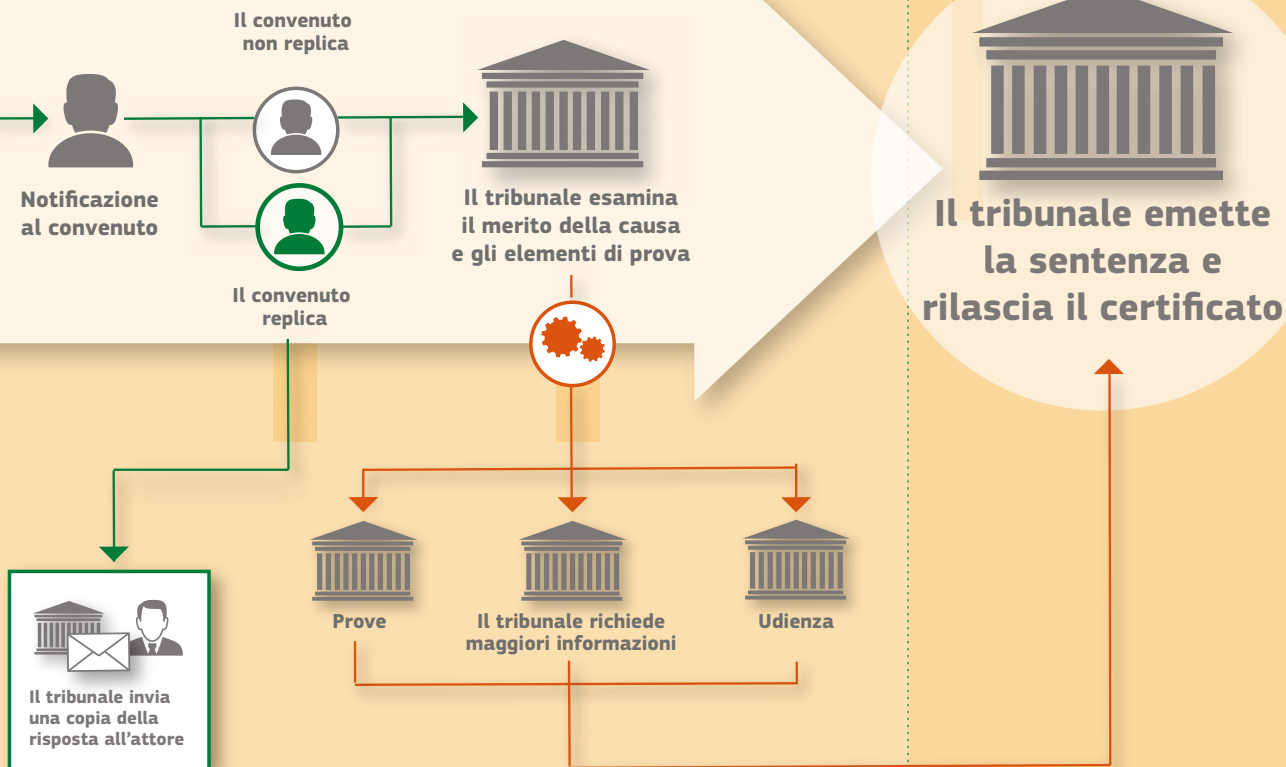 Il convenuto
non replica
Notificazione
al convenuto
Il convenuto
replica
Il tribunale esamina
il merito della causa
e gli elementi di prova
Il tribunale emette
la sentenza e
rilascia il certificato
Prove
Il tribunale richiede
maggiori informazioni
Udienza
Il tribunale invia
una copia della
risposta all'attore